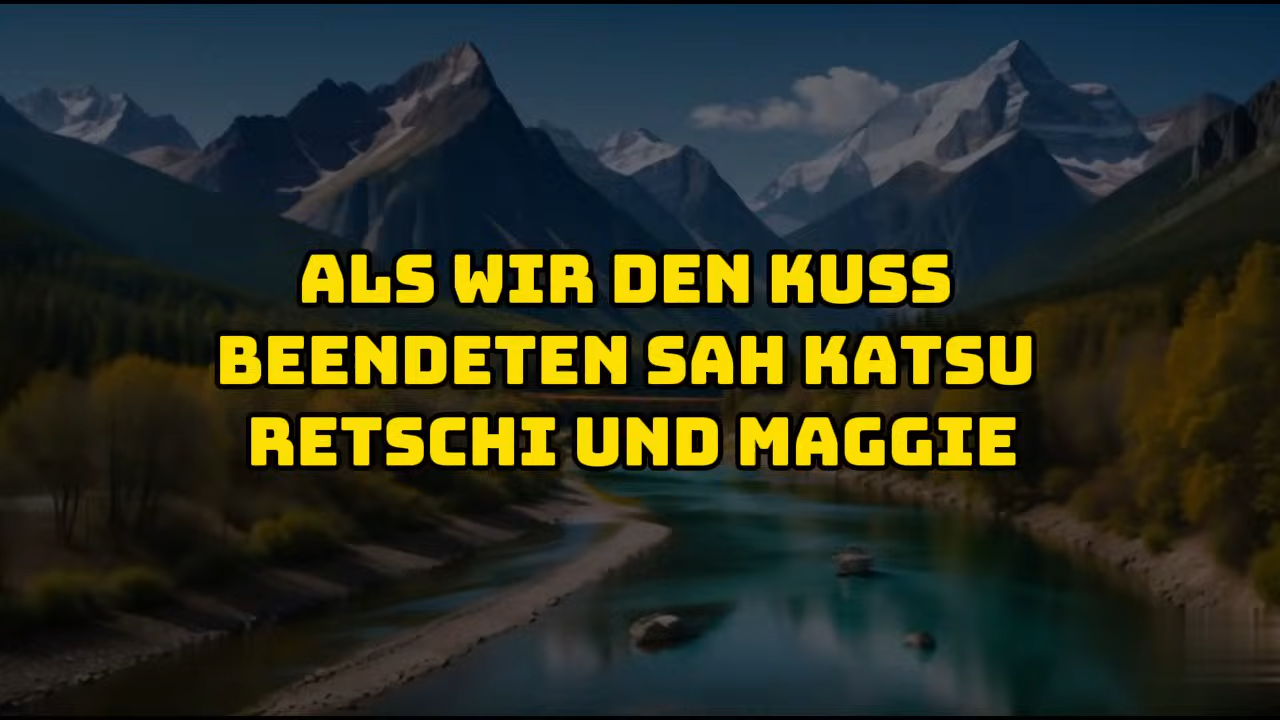 ALS WIR DEN KUSS
BEENDETEN SAH KATSU
RETSCHI UND MAGGIE